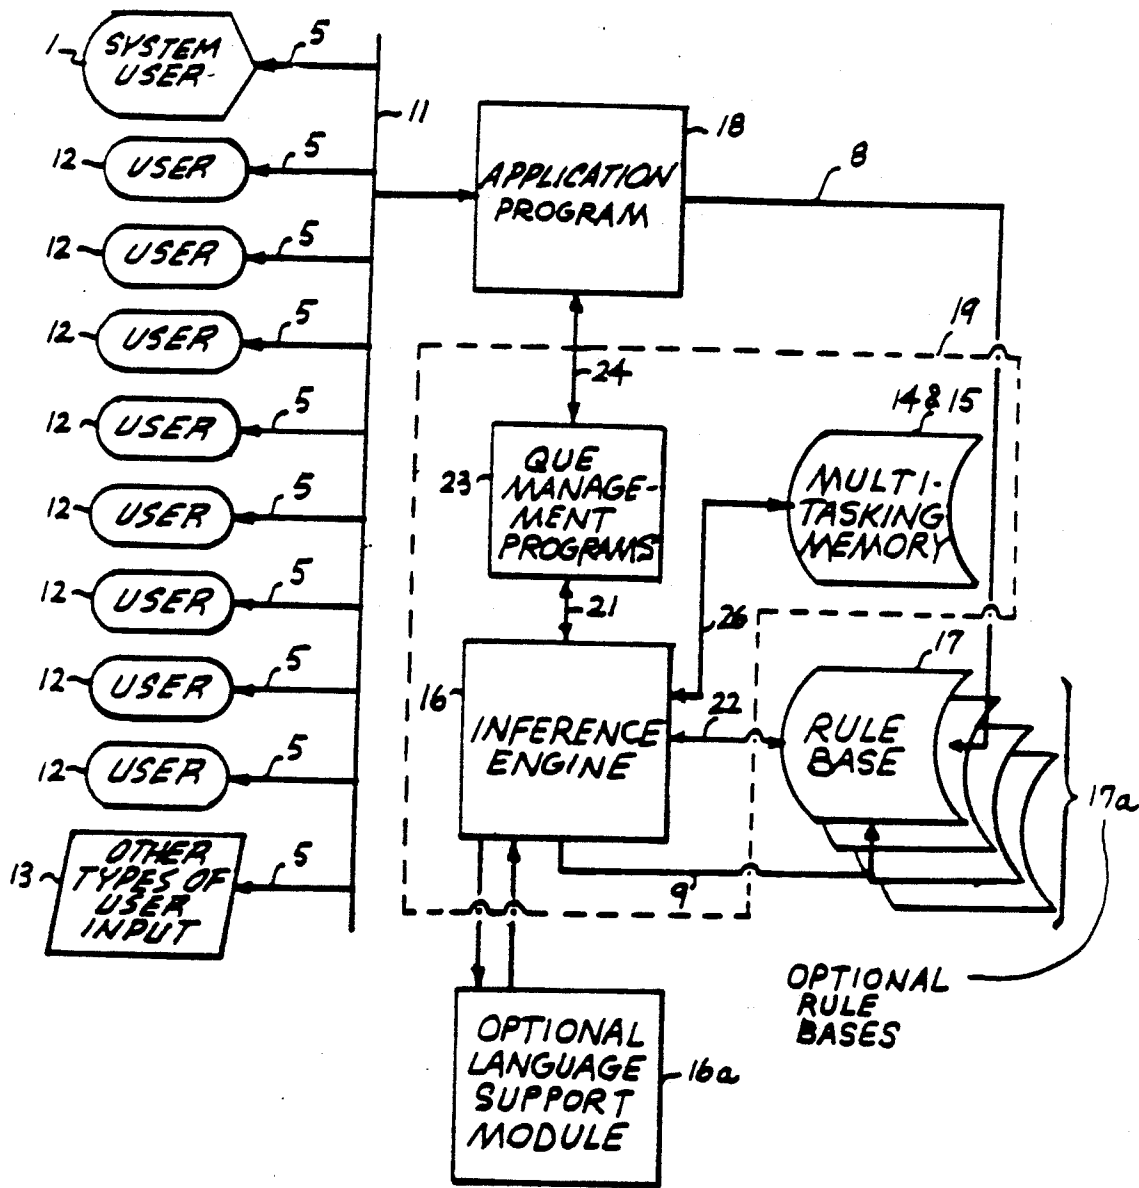 1
SYSTEM
USER
5
11
18
8
12
USER
5
APPLICATION
PROGRAM
12
USER
5
12
USER
5
19
24
14 & 15
12
USER
5
23
QUE
MANAGE-
MENT
PROGRAMS
MULTI-
TASKING
MEMORY
12
USER
5
12
USER
5
21
26
12
USER
5
16
INFERENCE
ENGINE
22
17
RULE
BASE
12
USER
5
17a
13
OTHER
TYPES OF
USER
INPUT
5
9
OPTIONAL
RULE
BASES
OPTIONAL
LANGUAGE
SUPPORT
MODULE
16a